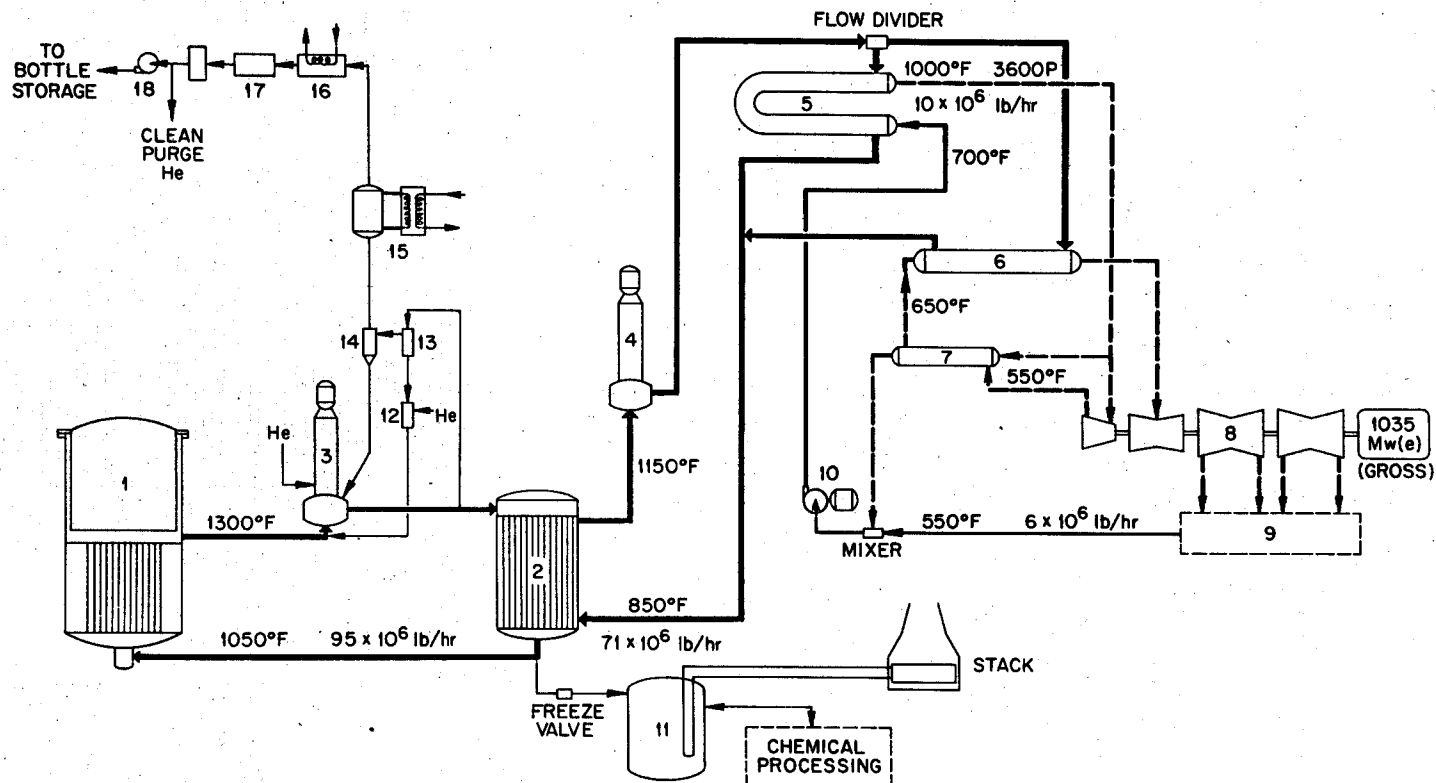 FLOW DIVIDER
TO
BOTTLE
STORAGE
18
17
16
CLEAN
PURGE
He
1000°F 3600P
5
10 x 10⁶ lb/hr
700°F
15
6
4
650°F
14
13
7
550°F
12
He
He
3
1150°F
8
1035
Mw(e)
(GROSS)
1
10
1300°F
550°F
6 x 10⁶ lb/hr
9
MIXER
2
850°F
1050°F
95 x 10⁶ lb/hr
71 x 10⁶ lb/hr
STACK
FREEZE
VALVE
11
CHEMICAL
PROCESSING